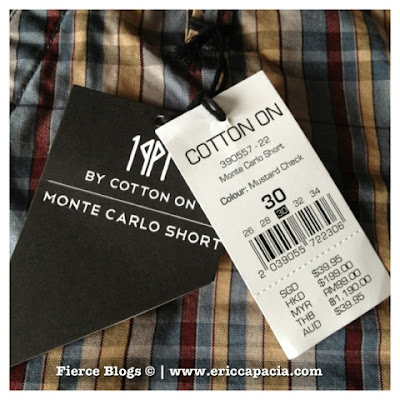 BY COTTON ON
MONTE CARLO SHORT
COTTON ON
390557-22
Monte Carlo Short
Colour: Mustard Check
30
26 28 30 32 34
2 039055 722306
SGD $39.95
HKD $199.00
MYR RM99.00
THB ฿1,190.00
AUD $39.95
Fierce Blogs © | www.ericcapacia.com